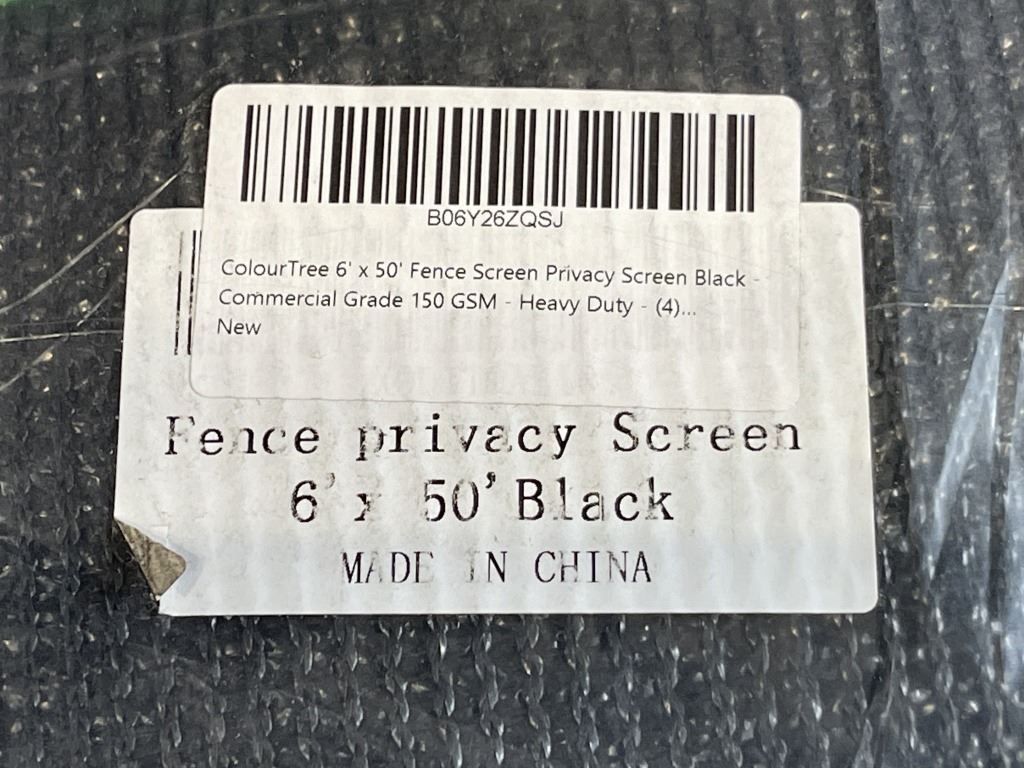 B06Y26ZQSJ
ColourTree 6' x 50' Fence Screen Privacy Screen Black -
Commercial Grade 150 GSM - Heavy Duty - (4)...
New
Fence privacy Screen
6' x 50' Black
MADE IN CHINA